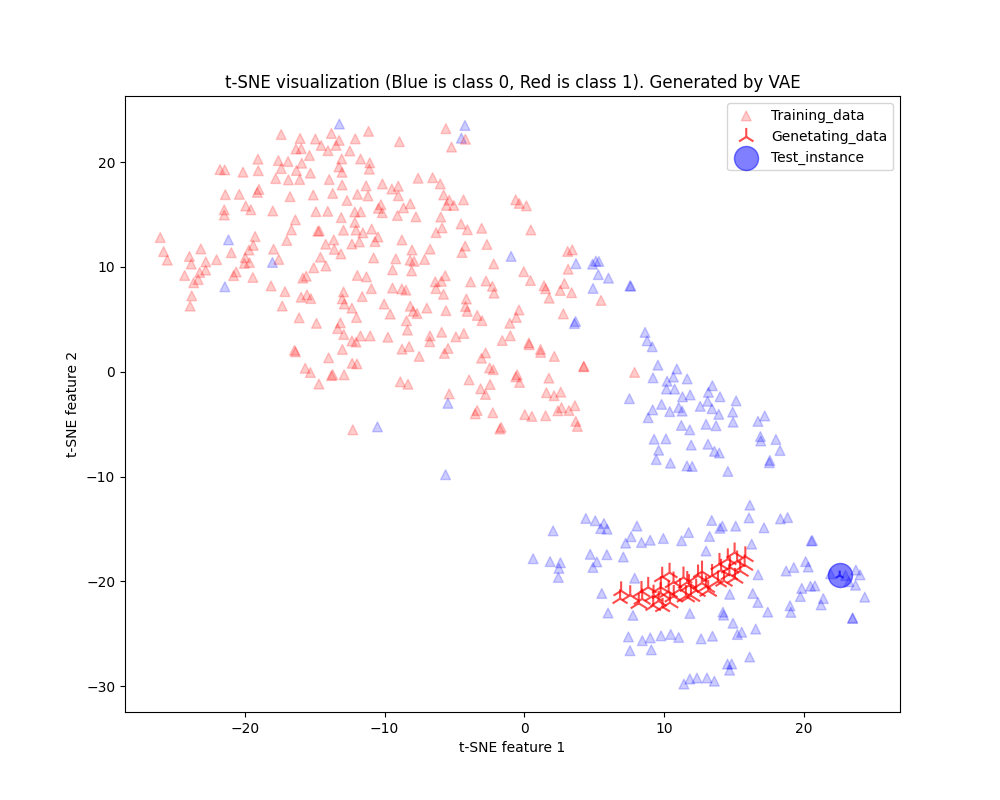 t-SNE visualization (Blue is class 0, Red is class 1). Generated by VAE
Training_data
Genetating_data
Test_instance
20
10
0
−10
−20
−30
t-SNE feature 2
−20
−10
0
10
20
t-SNE feature 1